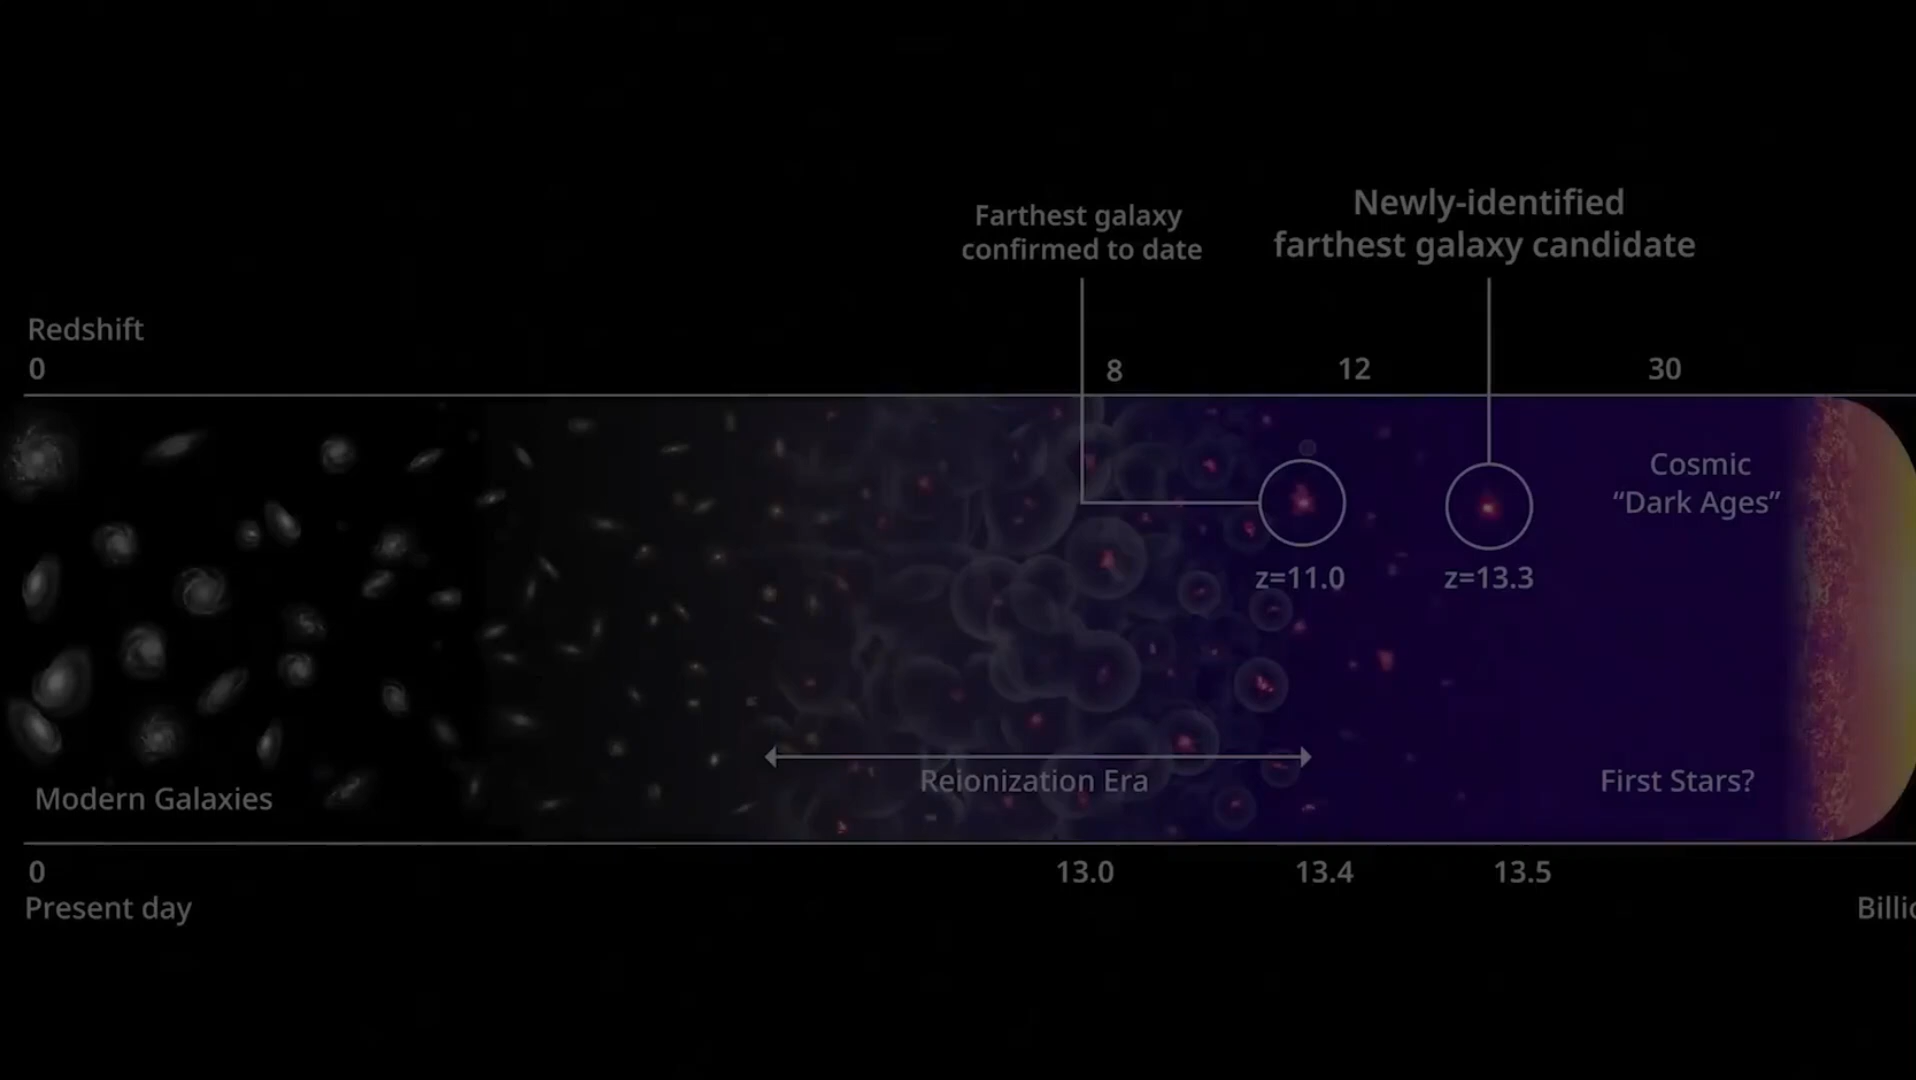 Newly-identified
farthest galaxy candidate
Farthest galaxy
confirmed to date
Redshift
0
8
12
30
Cosmic
“Dark Ages”
z=11.0
z=13.3
Reionization Era
First Stars?
Modern Galaxies
0
13.0
13.4
13.5
Present day